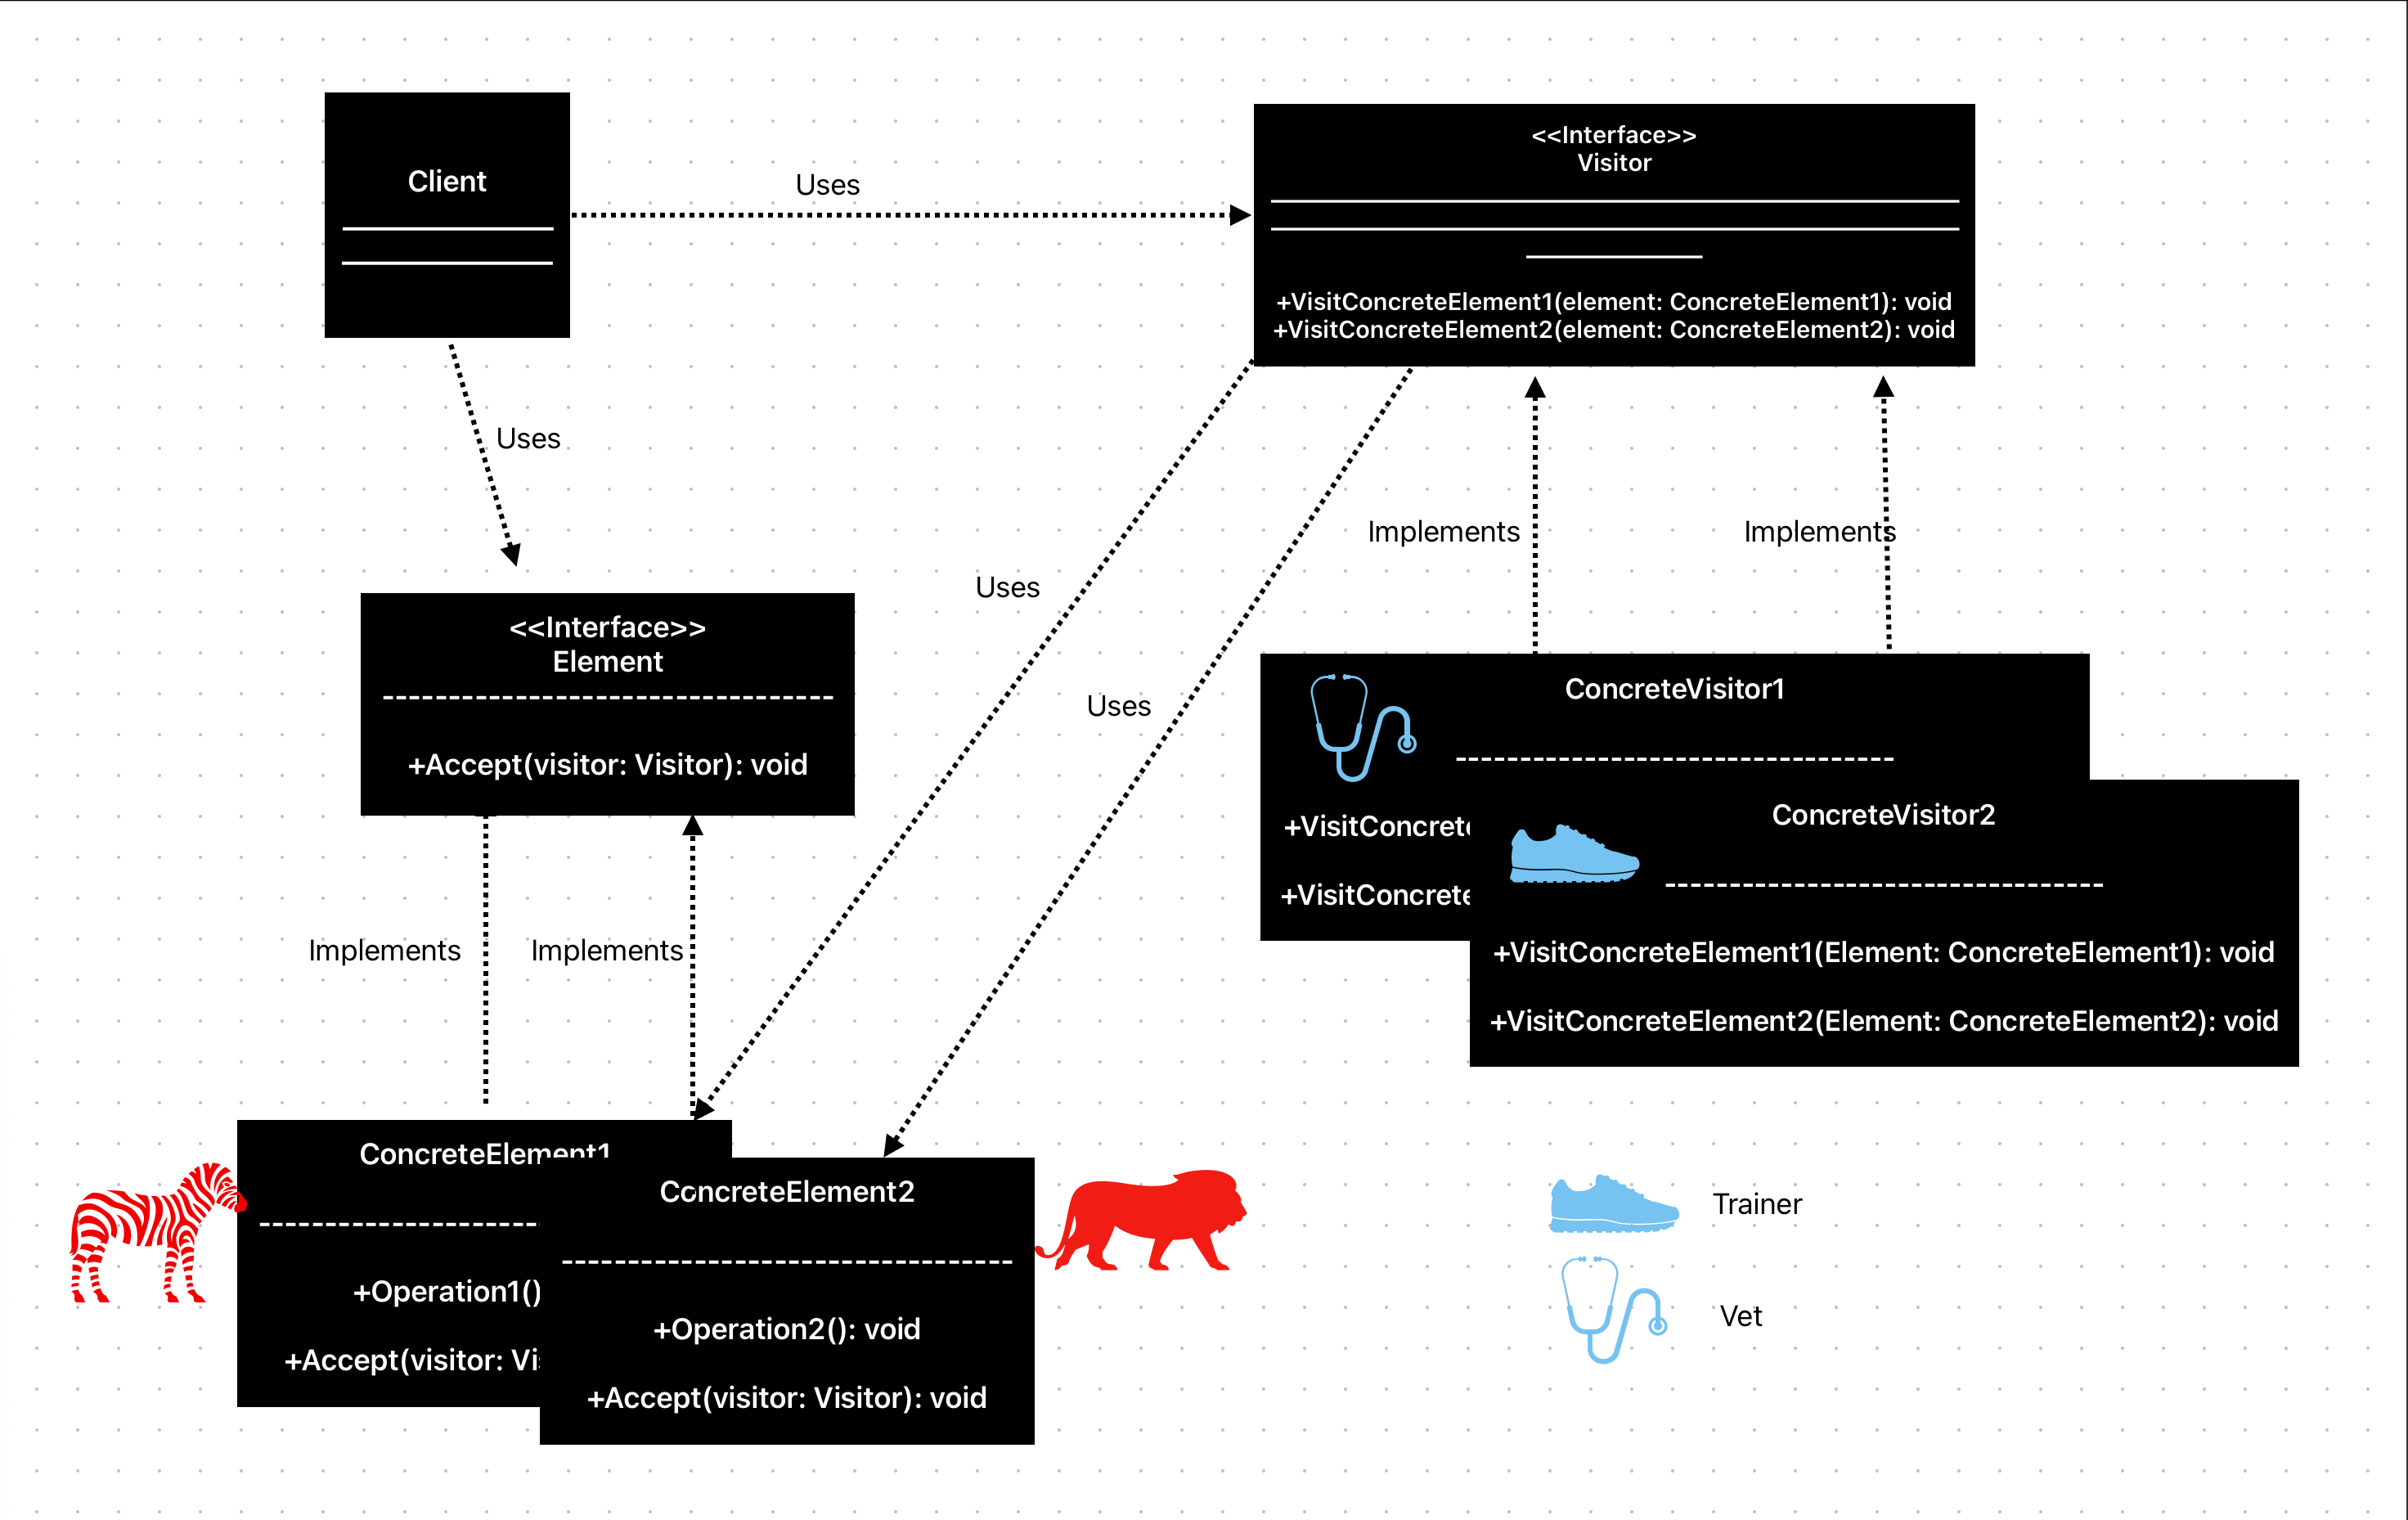 Client
Uses
<<Interface>>
Visitor
+VisitConcreteElement1(element: ConcreteElement1): void
+VisitConcreteElement2(element: ConcreteElement2): void
Uses
Uses
Uses
Implements
Implements
<<Interface>>
Element
+Accept(visitor: Visitor): void
Implements
Implements
ConcreteVisitor1
+VisitConcrete
+VisitConcrete
ConcreteVisitor2
+VisitConcreteElement1(Element: ConcreteElement1): void
+VisitConcreteElement2(Element: ConcreteElement2): void
ConcreteElement1
+Operation1()
+Accept(visitor: Vis
ConcreteElement2
+Operation2(): void
+Accept(visitor: Visitor): void
Trainer
Vet